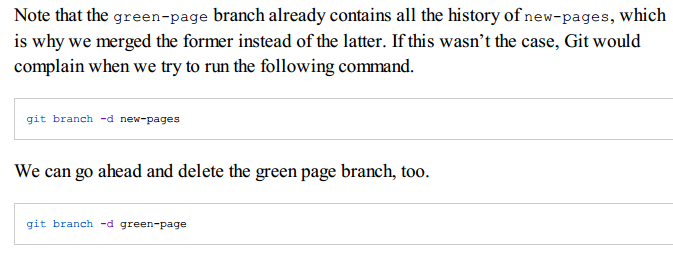 Note that the green-page branch already contains all the history of new-pages, which
is why we merged the former instead of the latter. If this wasn’t the case, Git would
complain when we try to run the following command.
git branch -d new-pages
We can go ahead and delete the green page branch, too.
git branch -d green-page